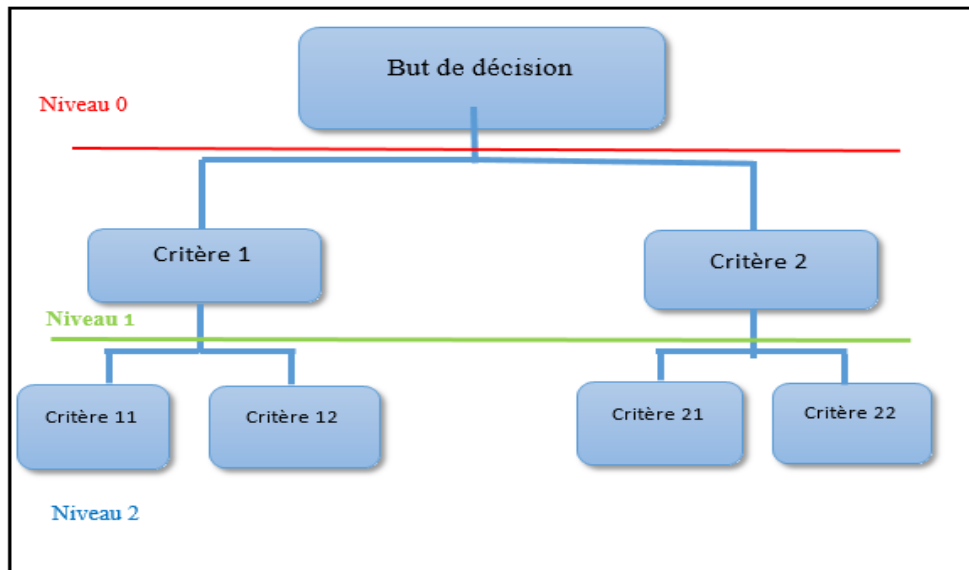 But de décision
Niveau 0
Critère 1
Critère 2
Niveau 1
Critère 11
Critère 12
Critère 21
Critère 22
Niveau 2